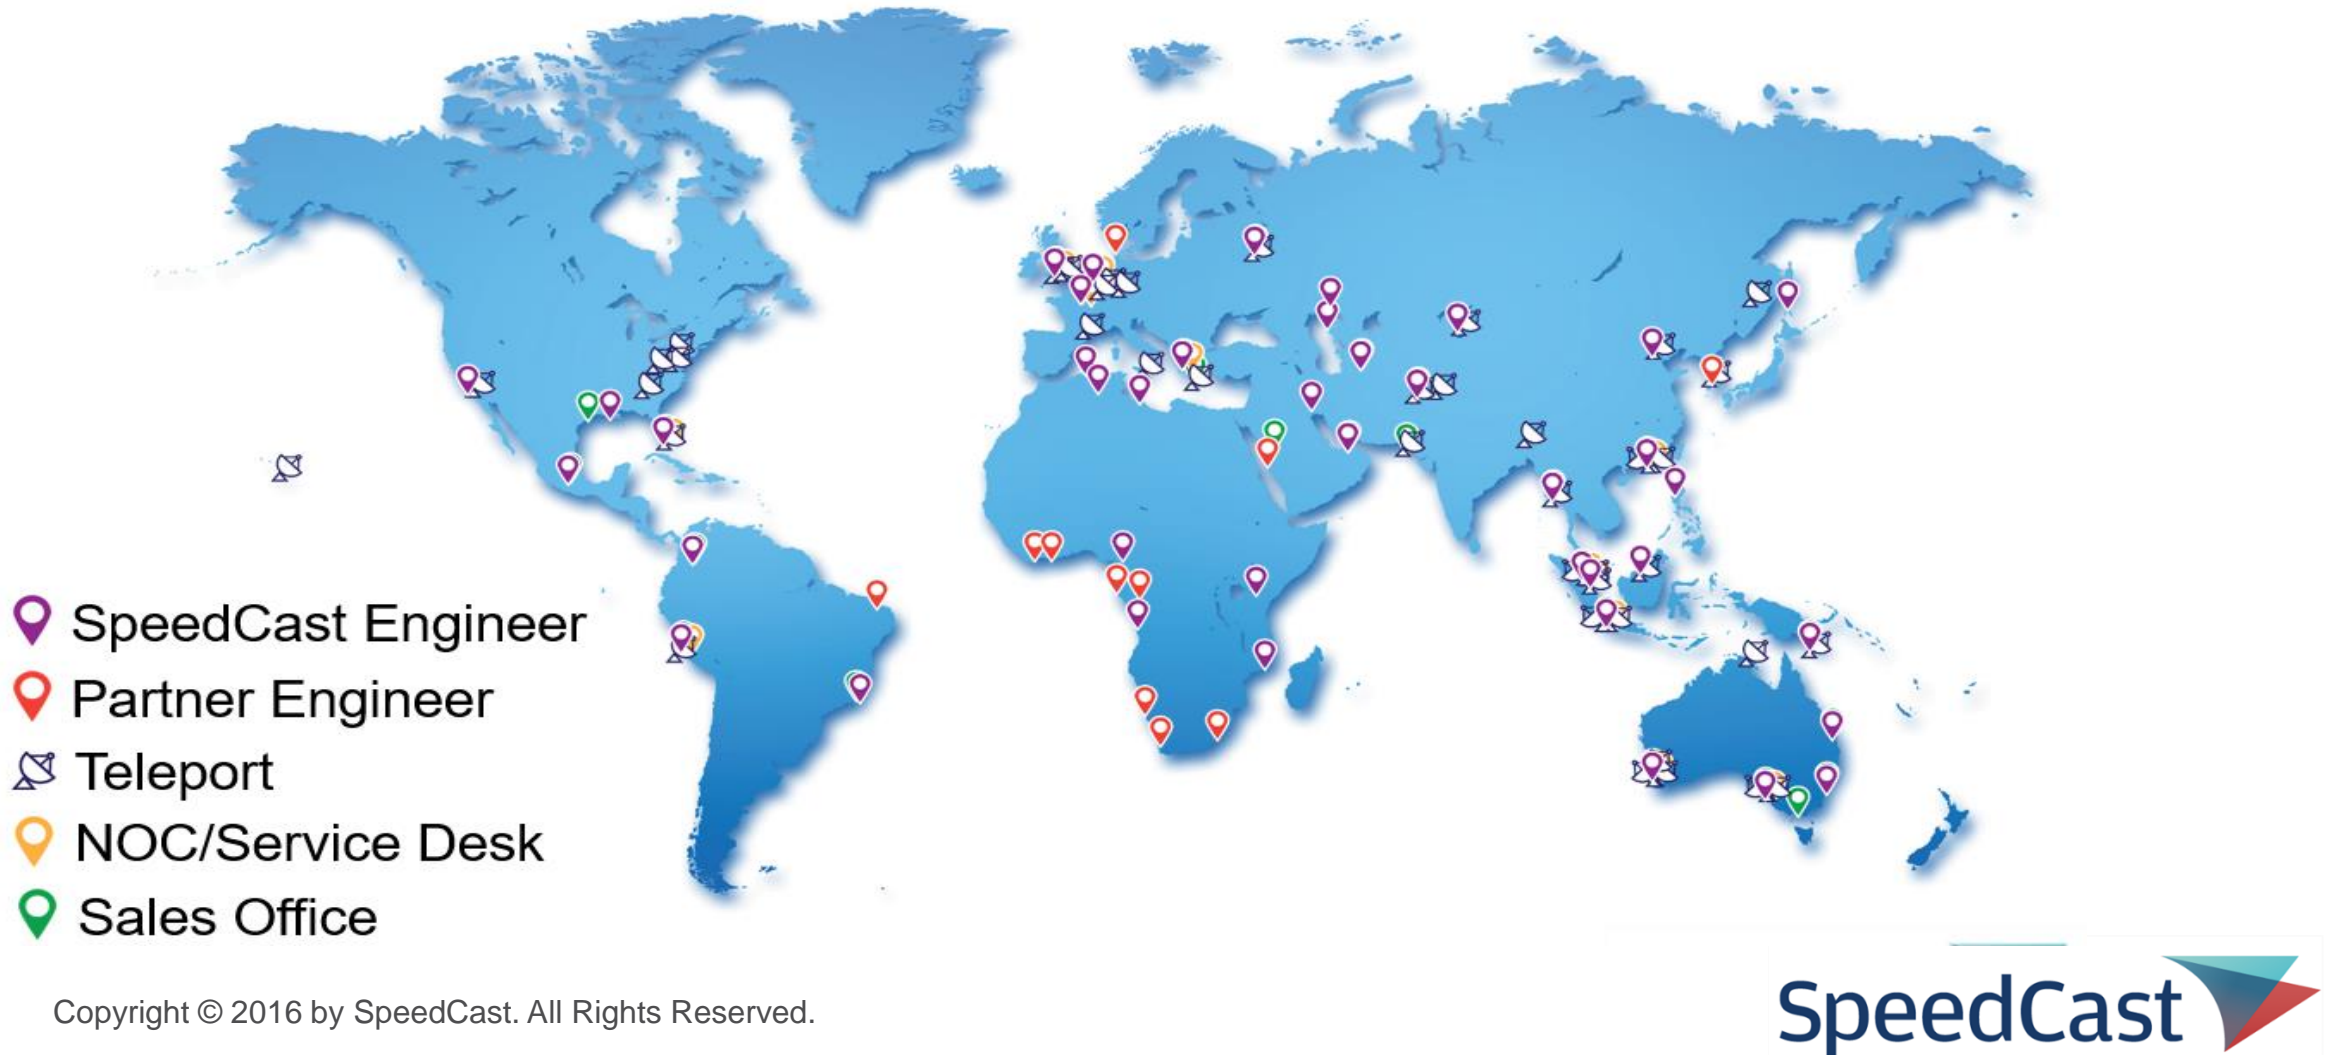 SpeedCast Engineer
Partner Engineer
Teleport
NOC/Service Desk
Sales Office
Copyright © 2016 by SpeedCast. All Rights Reserved.
SpeedCast